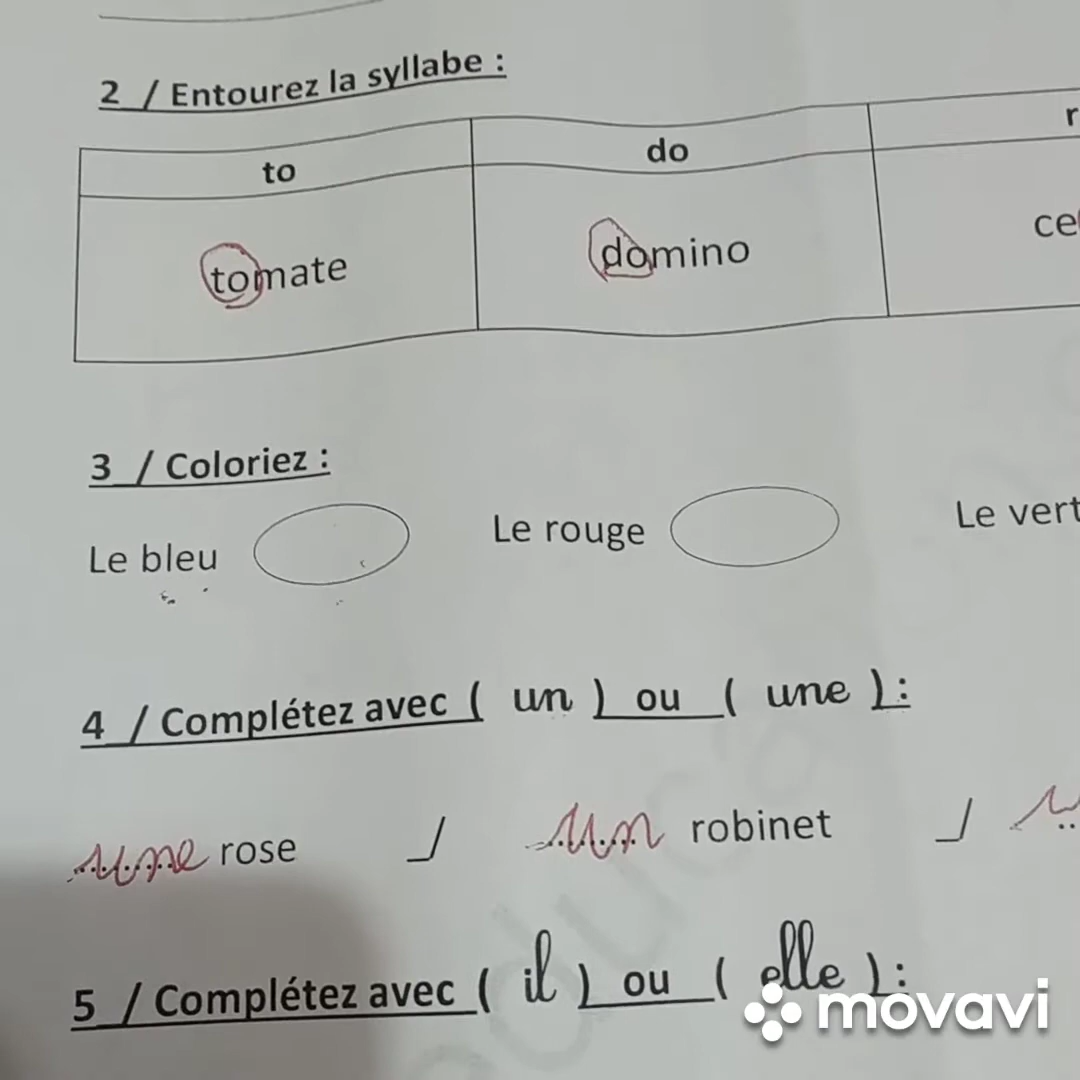 2 / Entourez la syllabe :
to do r
tomate domino ce
3 / Coloriez :
Le bleu Le rouge Le vert
4 / Complétez avec ( un ) ou ( une ) :
une rose un robinet
5 / Complétez avec ( il ) ou ( elle ) :
movavi